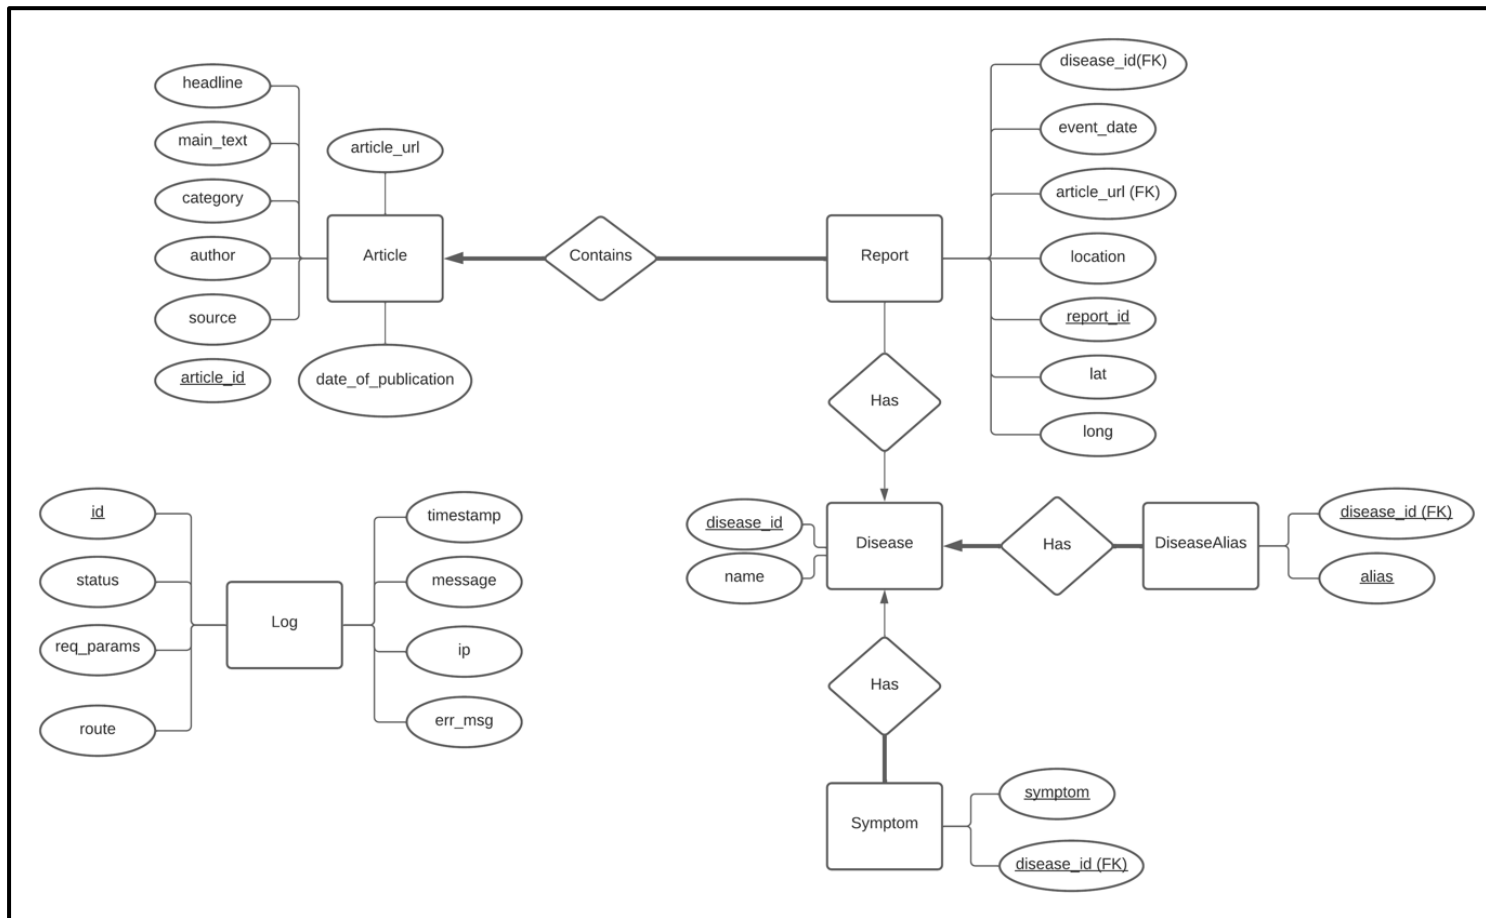 headline
main_text
category
author
source
article_id
article_url
Article
date_of_publication
Contains
Report
disease_id(FK)
event_date
article_url (FK)
location
report_id
lat
long
Has
disease_id
name
Disease
Has
DiseaseAlias
disease_id (FK)
alias
Has
Symptom
symptom
disease_id (FK)
id
status
req_params
route
Log
timestamp
message
ip
err_msg